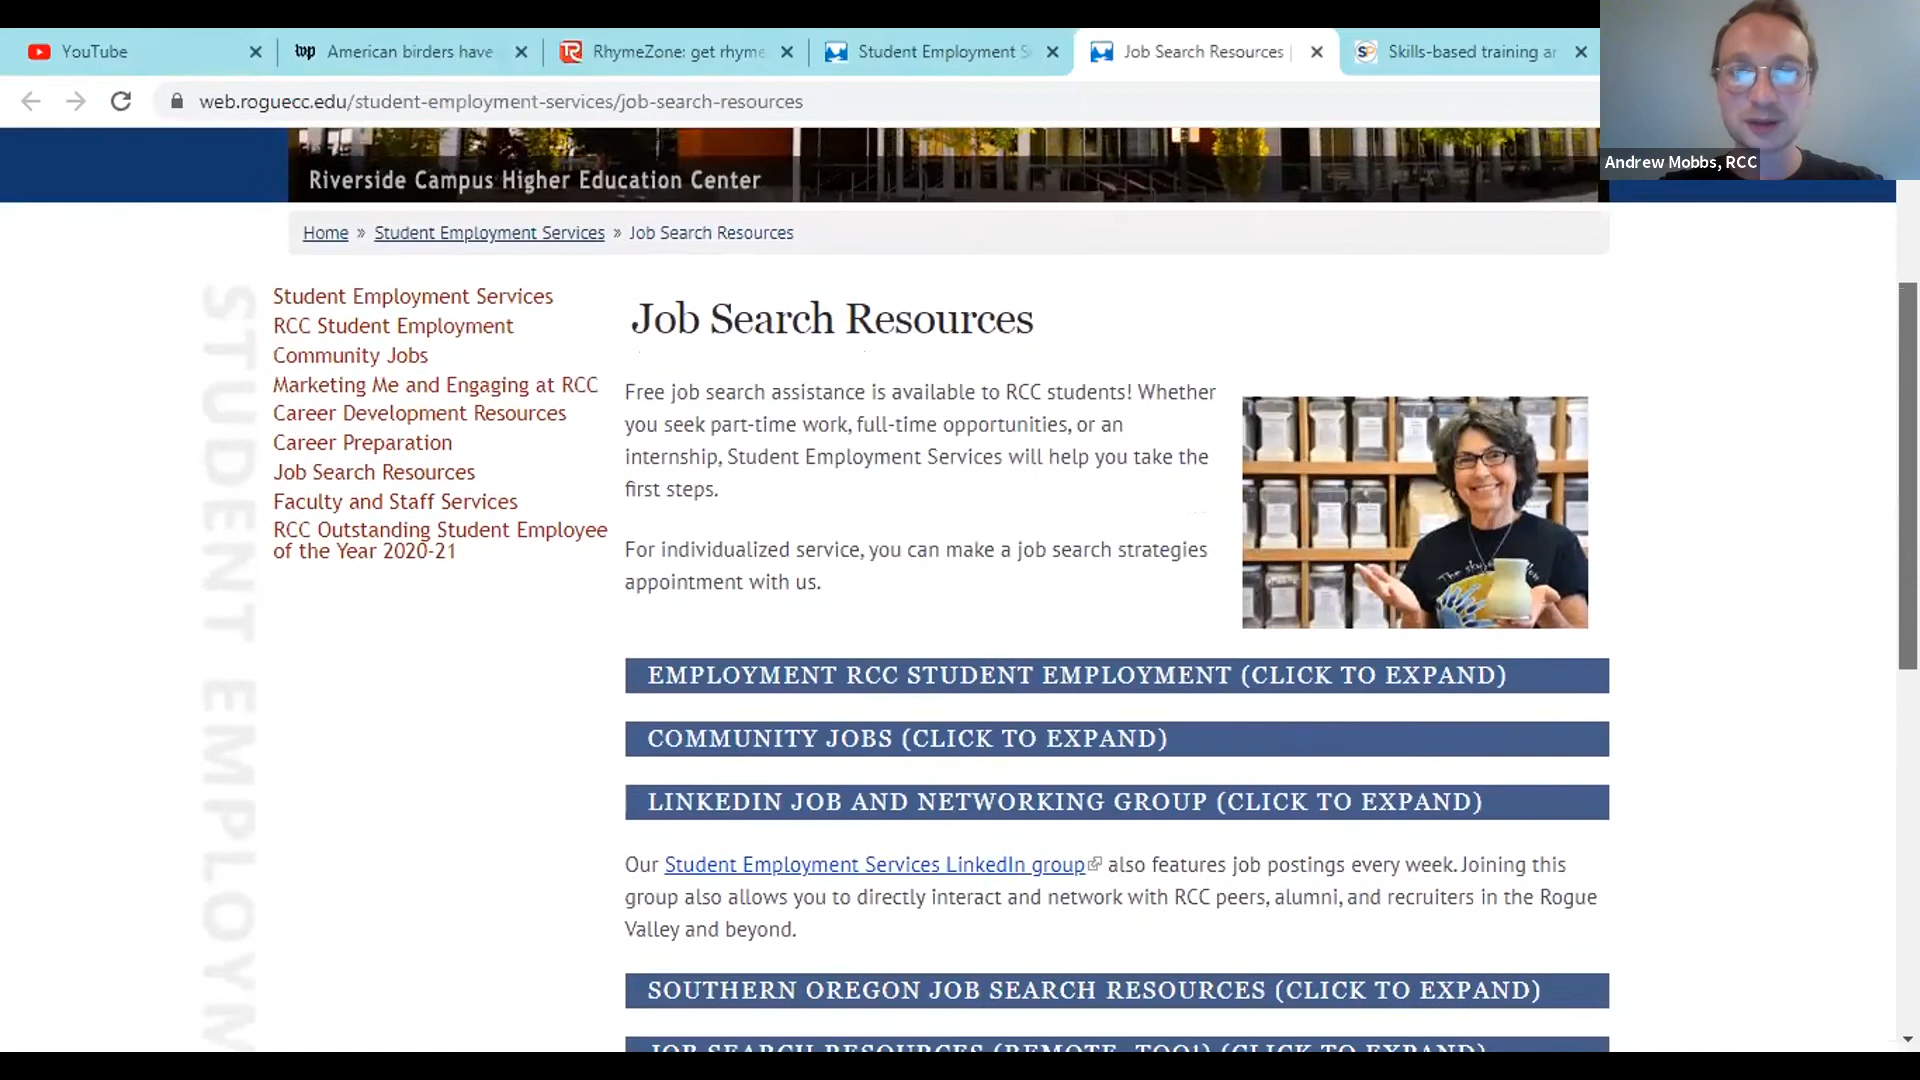 YouTube
American birders have
RhymeZone: get rhyme
Student Employment S
Job Search Resources |
Skills-based training ar
web.roguecc.edu/student-employment-services/job-search-resources
Andrew Mobbs, RCC
Riverside Campus Higher Education Center
Home » Student Employment Services » Job Search Resources
STUDENT EMPLOYM
Student Employment Services
RCC Student Employment
Community Jobs
Marketing Me and Engaging at RCC
Career Development Resources
Career Preparation
Job Search Resources
Faculty and Staff Services
RCC Outstanding Student Employee
of the Year 2020-21
Job Search Resources
Free job search assistance is available to RCC students! Whether
you seek part-time work, full-time opportunities, or an
internship, Student Employment Services will help you take the
first steps.
For individualized service, you can make a job search strategies
appointment with us.
EMPLOYMENT RCC STUDENT EMPLOYMENT (CLICK TO EXPAND)
COMMUNITY JOBS (CLICK TO EXPAND)
LINKEDIN JOB AND NETWORKING GROUP (CLICK TO EXPAND)
Our Student Employment Services LinkedIn group also features job postings every week. Joining this
group also allows you to directly interact and network with RCC peers, alumni, and recruiters in the Rogue
Valley and beyond.
SOUTHERN OREGON JOB SEARCH RESOURCES (CLICK TO EXPAND)
JOB SEARCH RESOURCES (REMOTE, TOO!) (CLICK TO EXPAND)